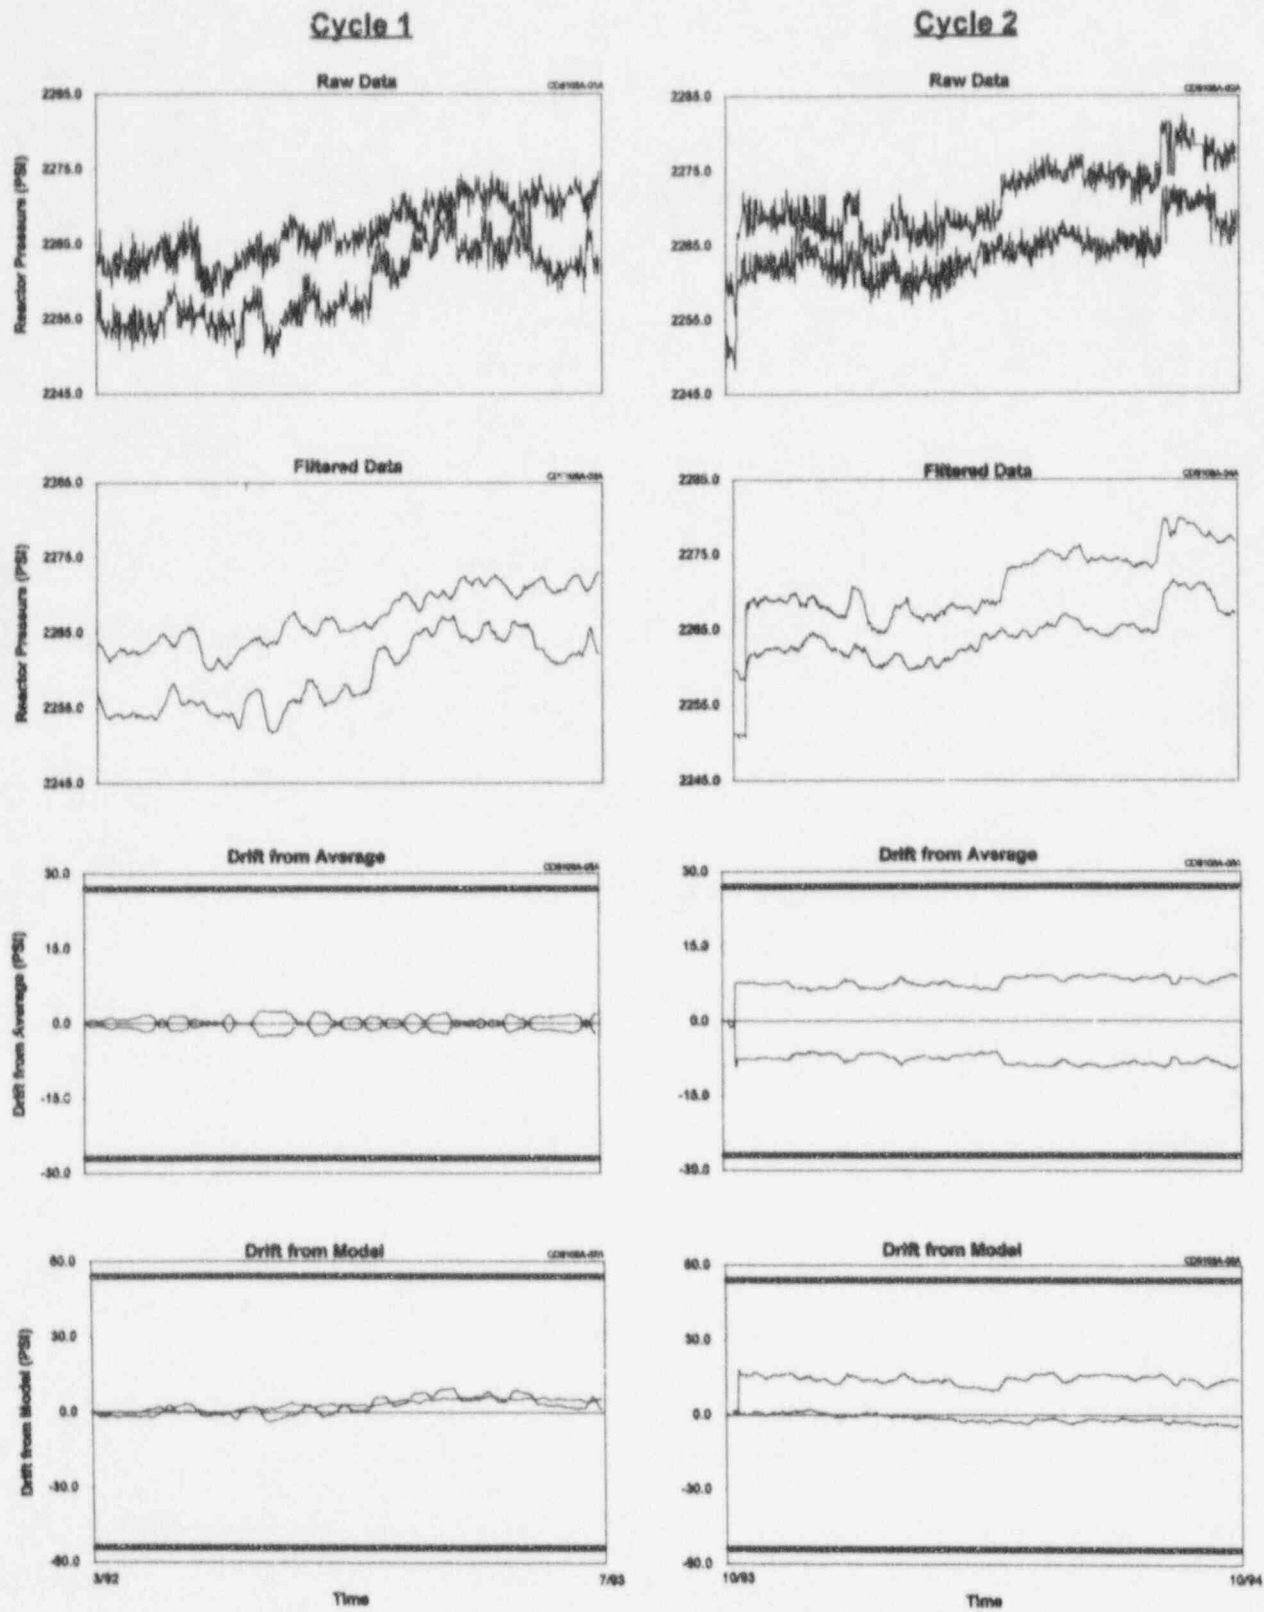 Cycle 1
Cycle 2
Raw Data
Raw Data
Reactor Pressure (PSI)
2285.0
2275.0
2265.0
2255.0
2245.0
2285.0
2275.0
2265.0
2255.0
2245.0
Filtered Data
Filtered Data
Reactor Pressure (PSI)
2285.0
2275.0
2265.0
2255.0
2245.0
2285.0
2275.0
2265.0
2255.0
2245.0
Drift from Average
Drift from Average
Drift from Average (PSI)
30.0
15.0
0.0
-15.0
-30.0
30.0
15.0
0.0
-15.0
-30.0
Drift from Model
Drift from Model
Drift from Model (PSI)
60.0
30.0
0.0
-30.0
-60.0
60.0
30.0
0.0
-30.0
-60.0
3/92
7/93
10/93
10/94
Time
Time